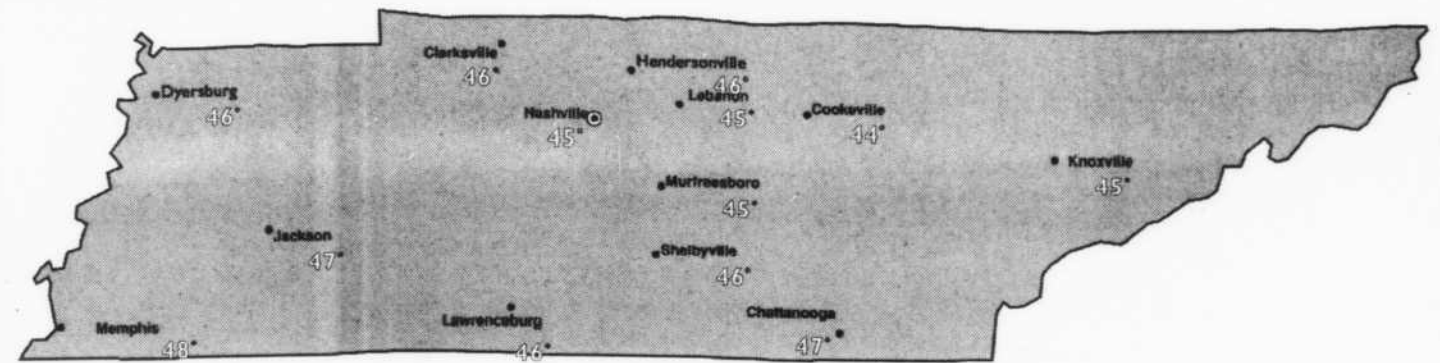 Clarksville
46°
Hendersonville
46°
Dyersburg
46°
Lebanon
45°
Nashville
45°
Cookeville
44°
Knoxville
45°
Murfreesboro
45°
Jackson
47°
Shelbyville
46°
Memphis
48°
Lawrenceburg
46°
Chattanooga
47°